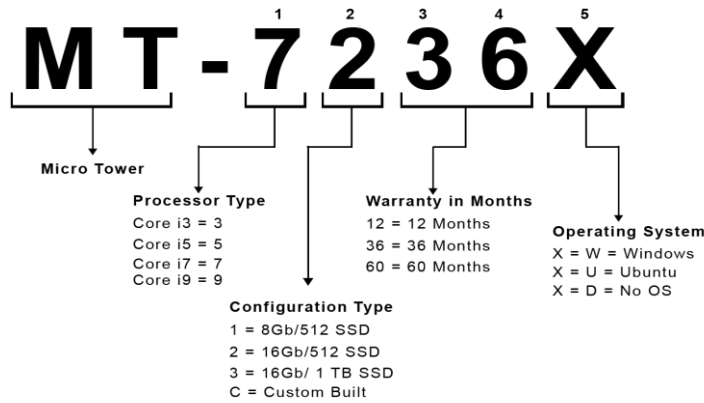 1 2 3 4 5
MT-7236X
Micro Tower
Processor Type
Core i3 = 3
Core i5 = 5
Core i7 = 7
Core i9 = 9
Configuration Type
1 = 8Gb/512 SSD
2 = 16Gb/512 SSD
3 = 16Gb/ 1 TB SSD
C = Custom Built
Warranty in Months
12 = 12 Months
36 = 36 Months
60 = 60 Months
Operating System
X = W = Windows
X = U = Ubuntu
X = D = No OS